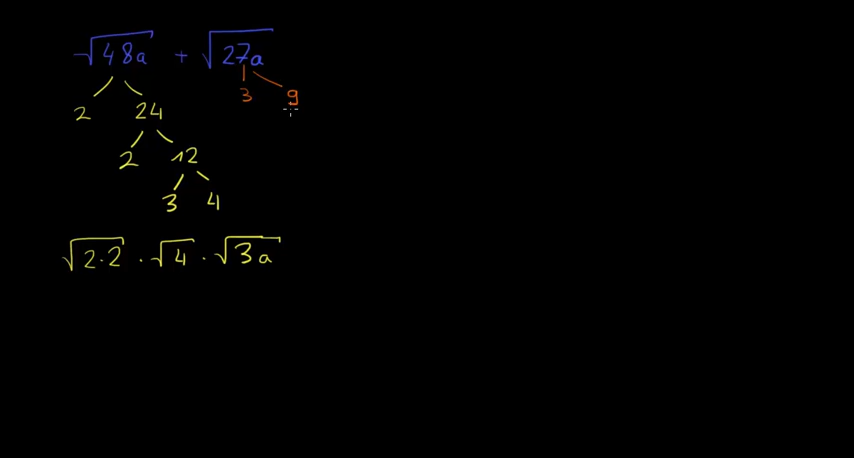 √48a + √27a
3 9
2 24
2 12
3 4
√2·2 · √4 · √3a